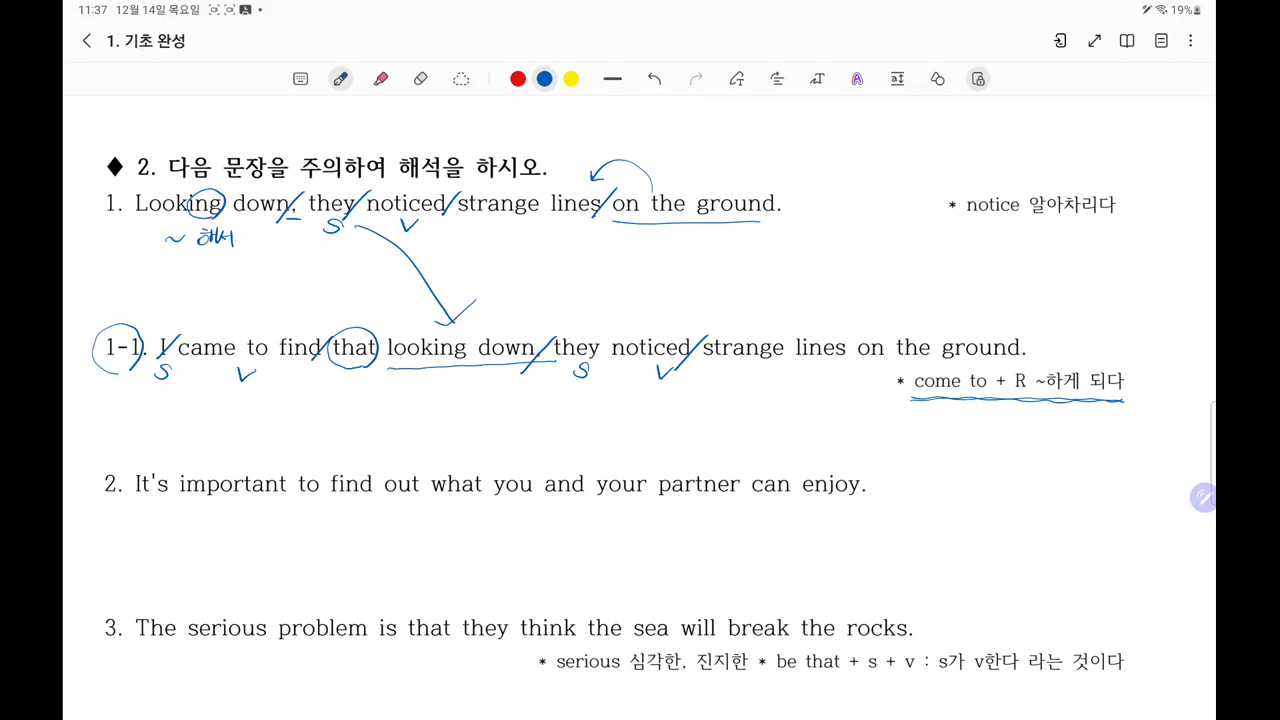 11:37 12월 14일 목요일
19%
1. 기초 완성
◆ 2. 다음 문장을 주의하여 해석을 하시오.
1. Looking down, they noticed strange lines on the ground. * notice 알아차리다
~ 해서 S V
1-1. I came to find that looking down, they noticed strange lines on the ground.
S V S V
* come to + R ~하게 되다
2. It's important to find out what you and your partner can enjoy.
3. The serious problem is that they think the sea will break the rocks.
* serious 심각한, 진지한 * be that + s + v : s가 v한다 라는 것이다